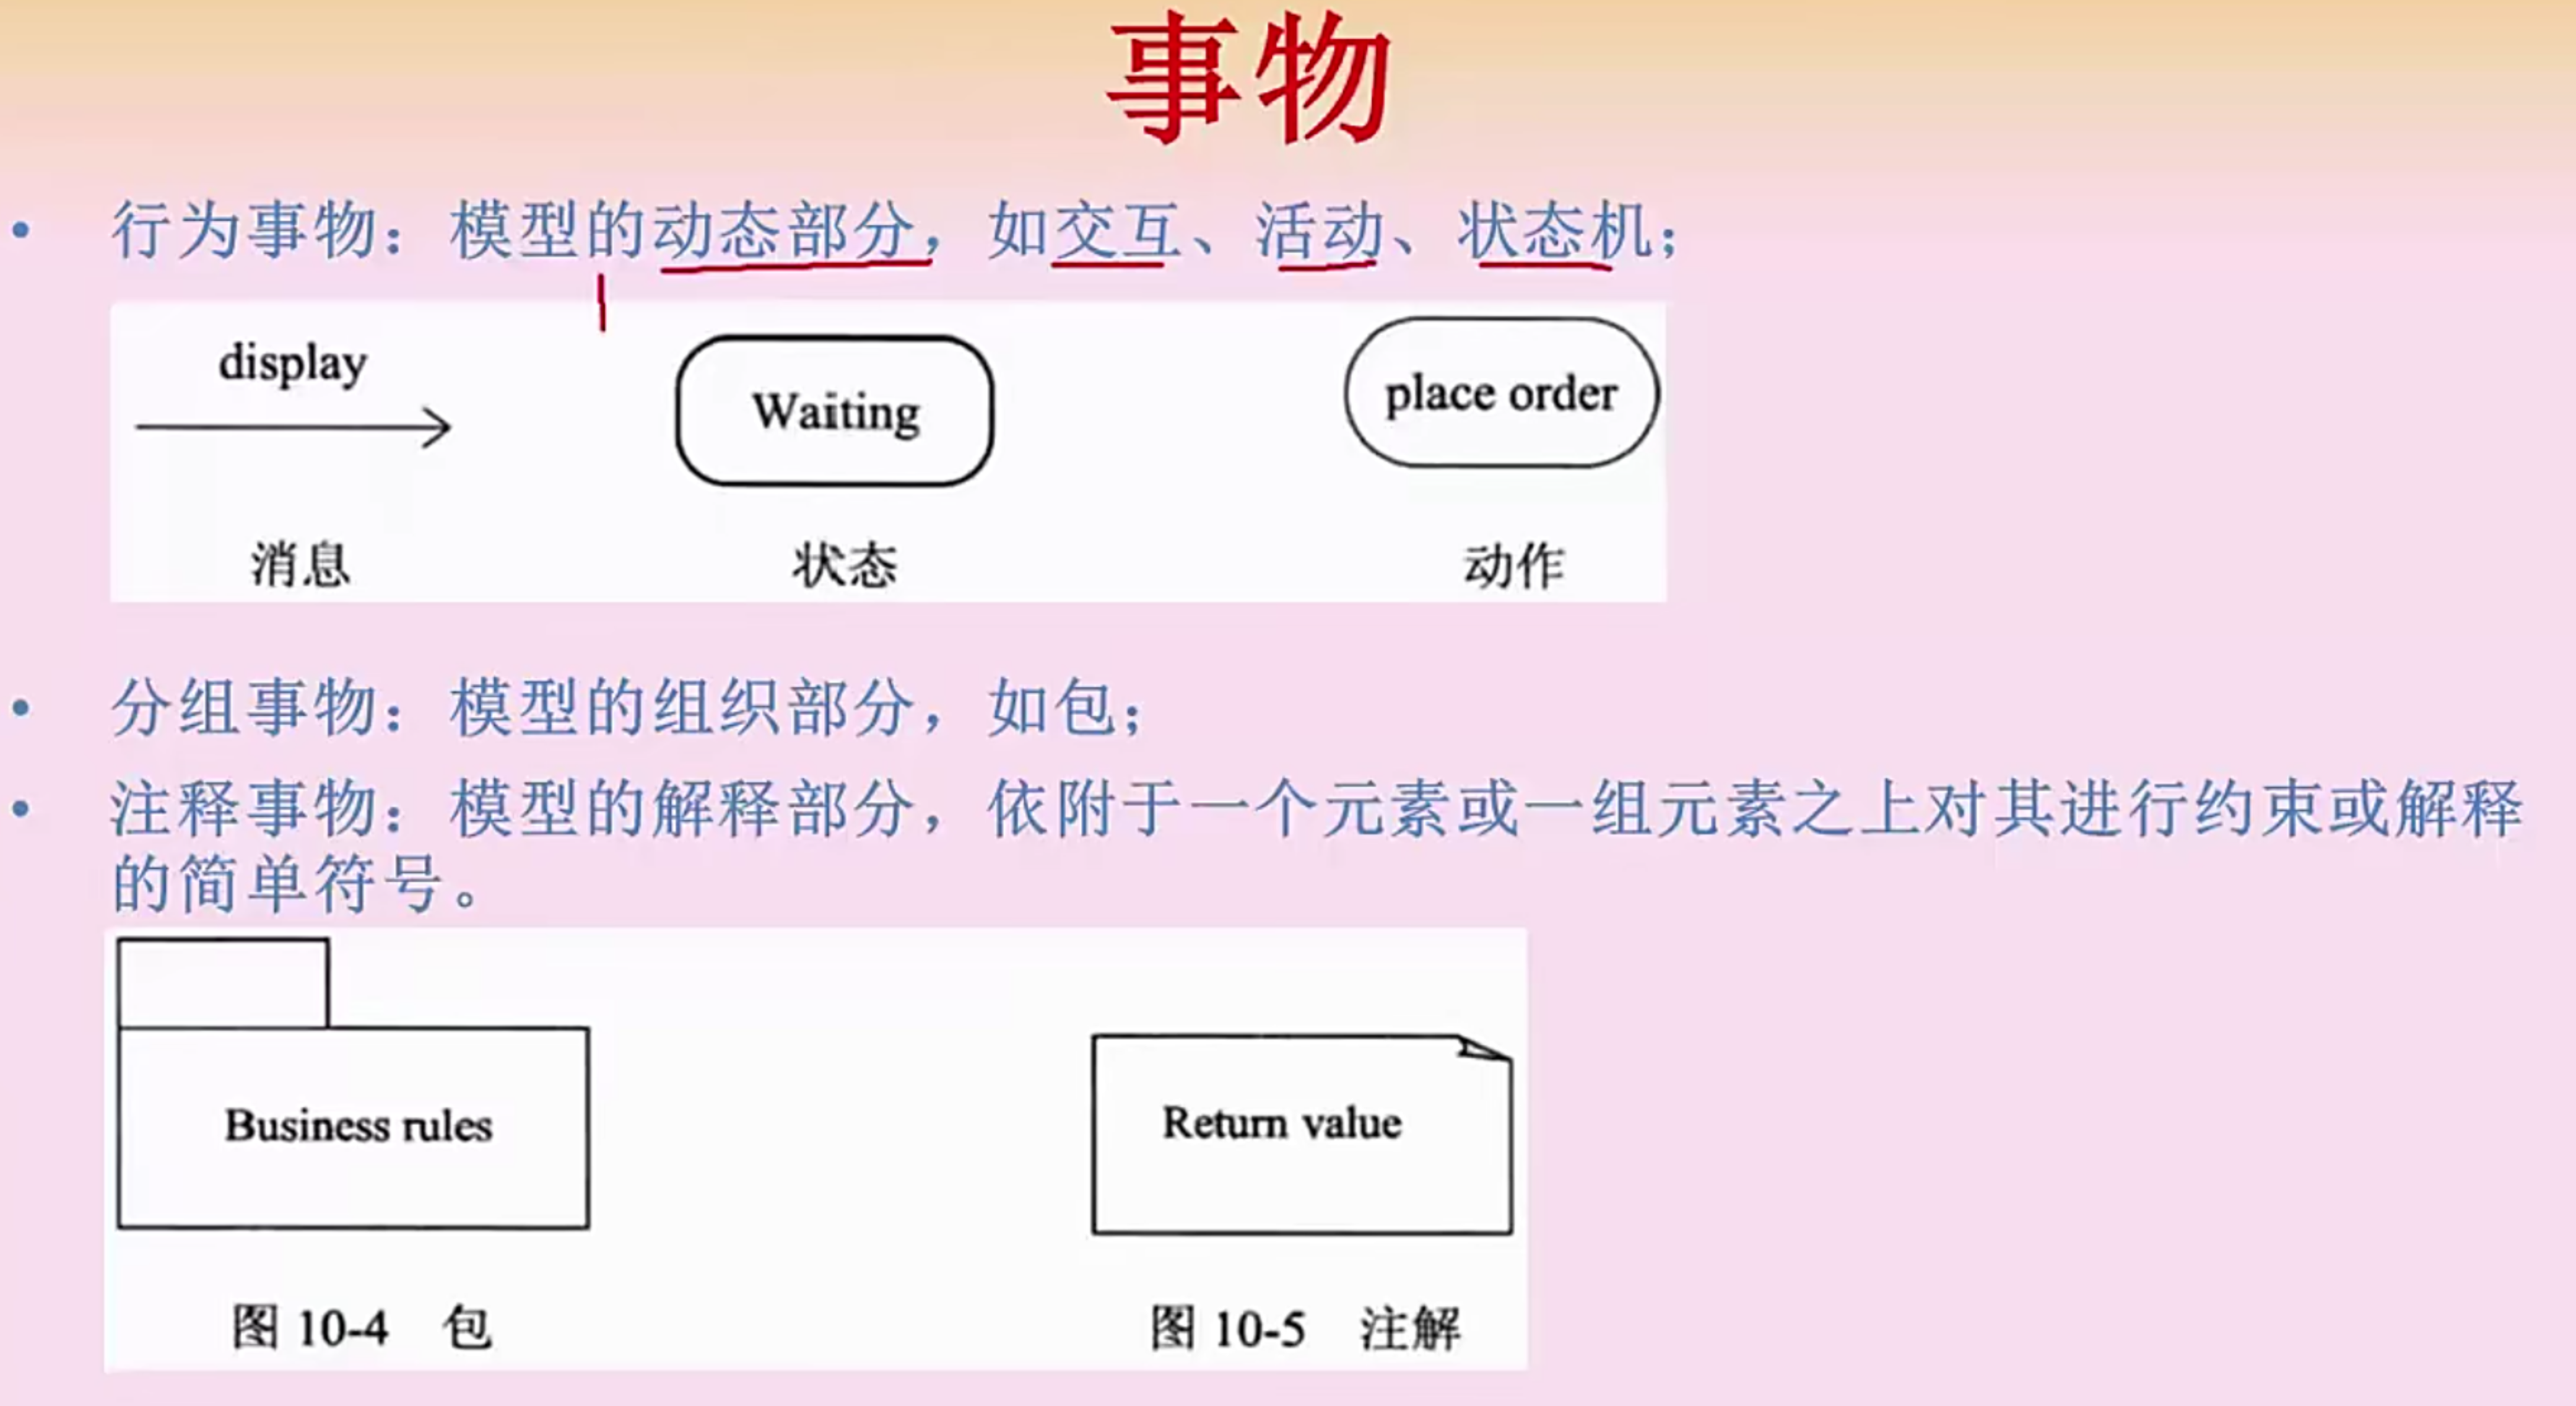 事物
• 行为事物：模型的动态部分，如交互、活动、状态机；
display
Waiting
place order
消息
状态
动作
• 分组事物：模型的组织部分，如包；
• 注释事物：模型的解释部分，依附于一个元素或一组元素之上对其进行约束或解释
的简单符号。
Business rules
Return value
图 10-4 包
图 10-5 注解